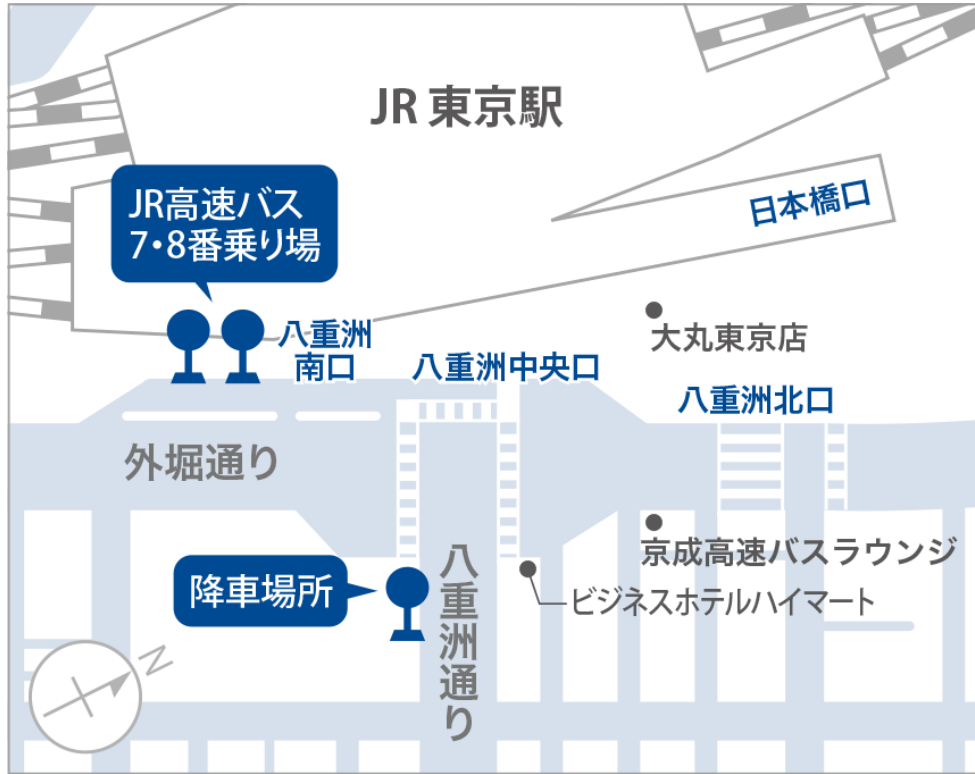 JR 東京駅
JR高速バス
7・8番乗り場
日本橋口
八重洲
南口
八重洲中央口
大丸東京店
八重洲北口
外堀通り
京成高速バスラウンジ
降車場所
八重洲通り
ビジネスホテルハイマート
N